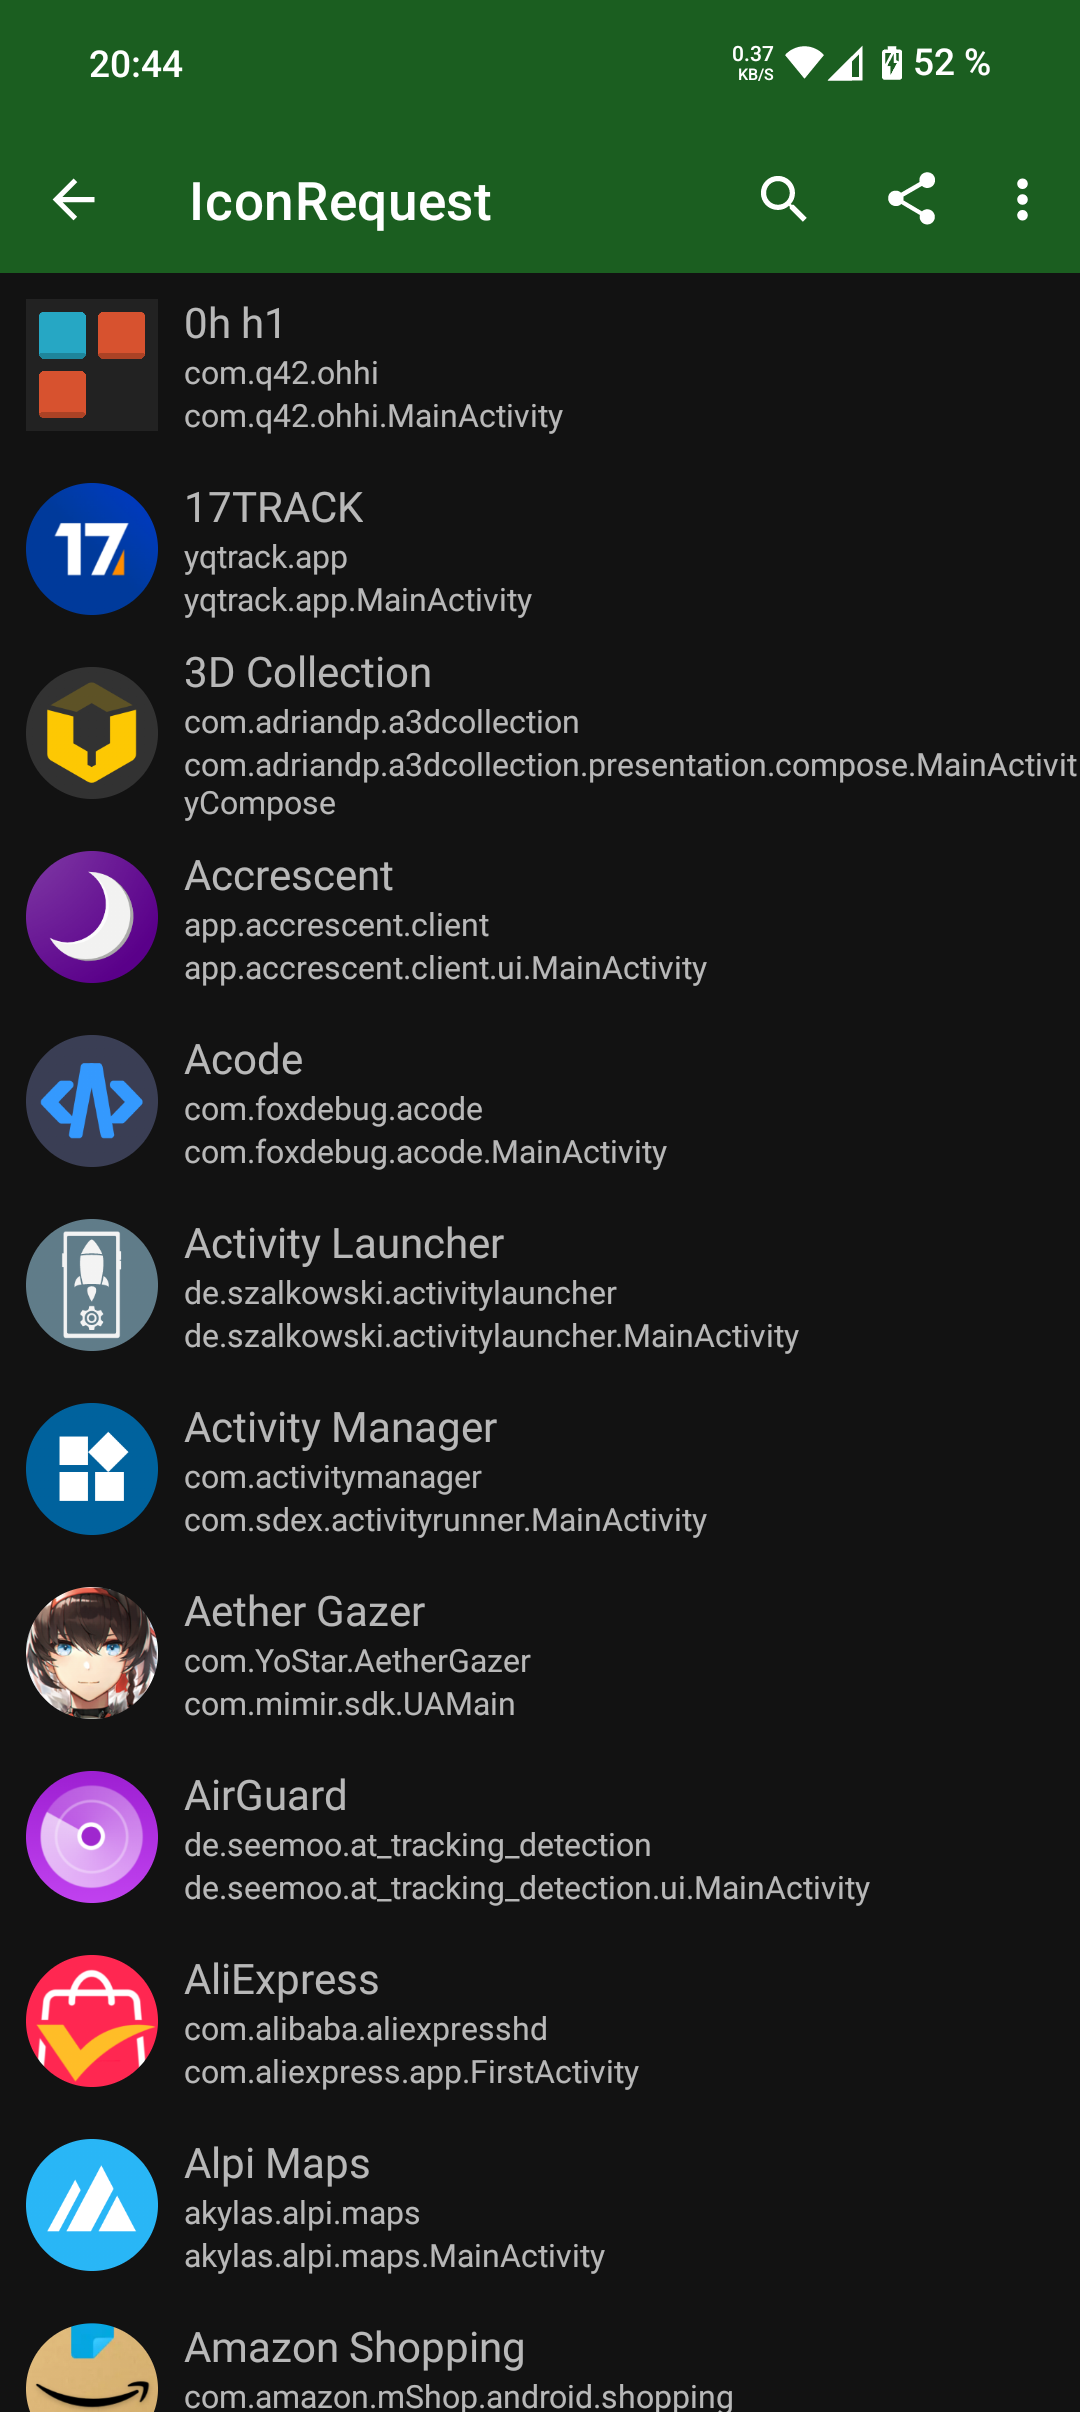 20:44
0.37
KB/S
52 %
IconRequest
0h h1
com.q42.ohhi
com.q42.ohhi.MainActivity
17
17TRACK
yqtrack.app
yqtrack.app.MainActivity
3D Collection
com.adriandp.a3dcollection
com.adriandp.a3dcollection.presentation.compose.MainActivit
yCompose
Accrescent
app.accrescent.client
app.accrescent.client.ui.MainActivity
Acode
com.foxdebug.acode
com.foxdebug.acode.MainActivity
Activity Launcher
de.szalkowski.activitylauncher
de.szalkowski.activitylauncher.MainActivity
Activity Manager
com.activitymanager
com.sdex.activityrunner.MainActivity
Aether Gazer
com.YoStar.AetherGazer
com.mimir.sdk.UAMain
AirGuard
de.seemoo.at_tracking_detection
de.seemoo.at_tracking_detection.ui.MainActivity
AliExpress
com.alibaba.aliexpresshd
com.aliexpress.app.FirstActivity
Alpi Maps
akylas.alpi.maps
akylas.alpi.maps.MainActivity
Amazon Shopping
com.amazon.mShop.android.shopping